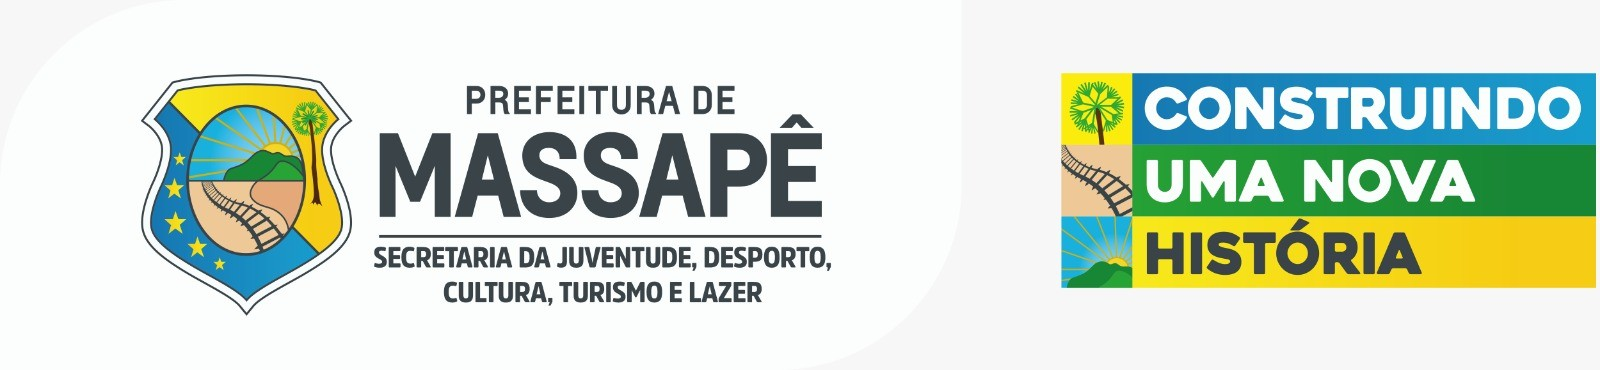 PREFEITURA DE
MASSAPÊ
SECRETARIA DA JUVENTUDE, DESPORTO,
CULTURA, TURISMO E LAZER
CONSTRUINDO
UMA NOVA
HISTÓRIA